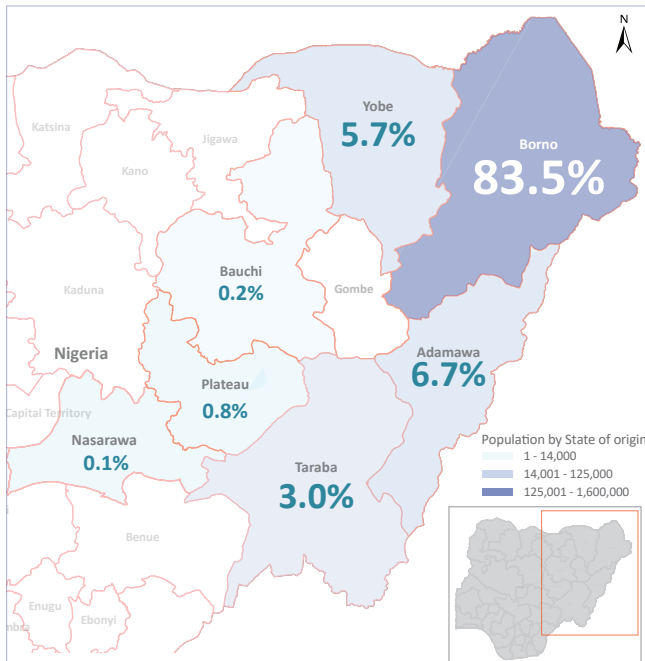 N
Yobe
5.7%
Borno
83.5%
Katsina
Jigawa
Kano
Bauchi
0.2%
Gombe
Kaduna
Nigeria
Adamawa
6.7%
Plateau
0.8%
Capital Territory
Nasarawa
0.1%
Taraba
3.0%
Population by State of origin
1 - 14,000
14,001 - 125,000
125,001 - 1,600,000
Benue
Enugu
Ebonyi
mbra